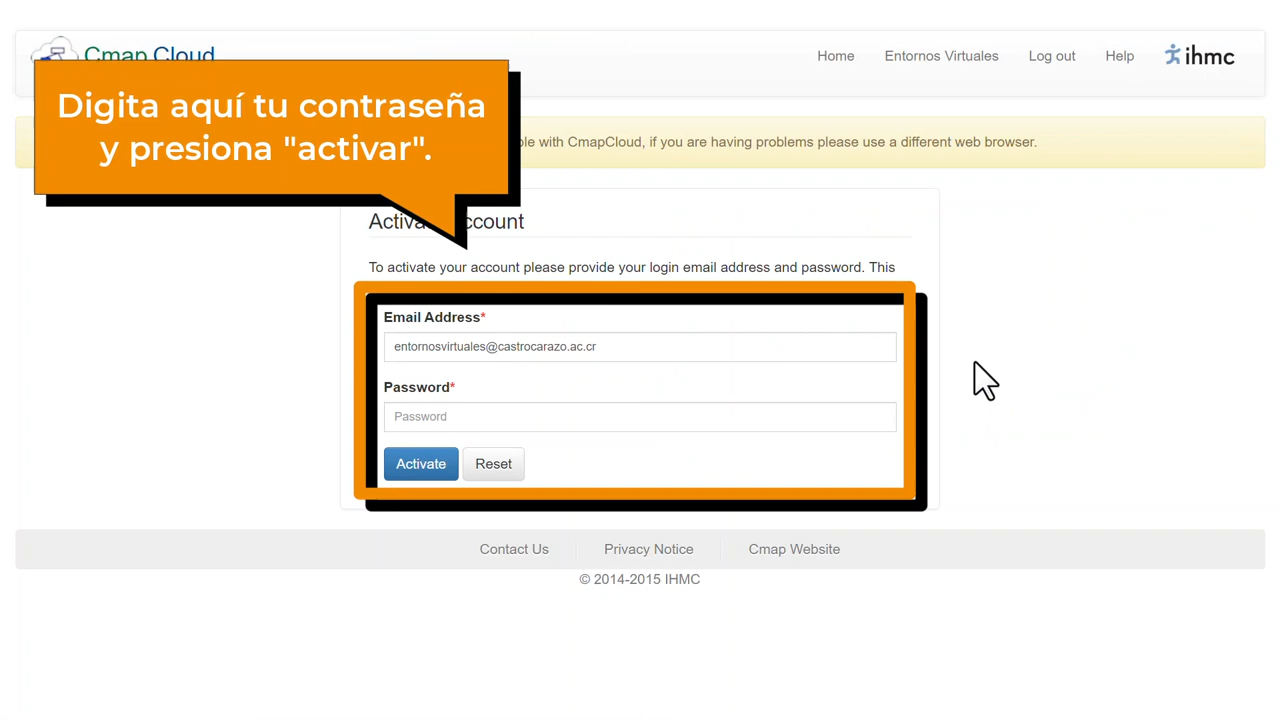 Cmap Cloud
Home
Entornos Virtuales
Log out
Help
ihmc
Digita aquí tu contraseña
y presiona "activar".
with CmapCloud, if you are having problems please use a different web browser.
To activate your account please provide your login email address and password. This
Email Address*
entornosvirtuales@castrocarazo.ac.cr
Password*
Password
Activate
Reset
Contact Us
Privacy Notice
Cmap Website
© 2014-2015 IHMC